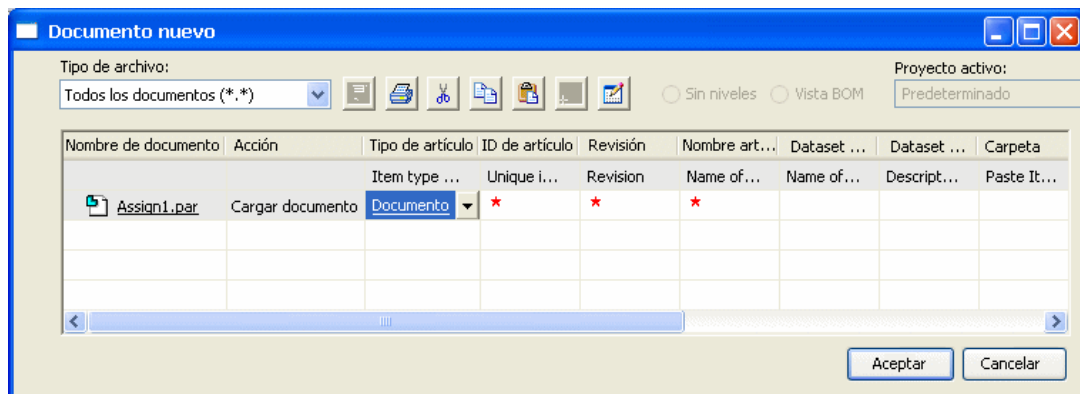 Documento nuevo
Tipo de archivo:
Proyecto activo:
Todos los documentos (*.*)
Sin niveles
Vista BOM
Predeterminado
Nombre de documento Acción Tipo de artículo ID de artículo Revisión Nombre art... Dataset ... Dataset ... Carpeta
Item type ... Unique i... Revision Name of... Name of... Descript... Paste It...
Assign1.par Cargar documento Documento * * *
Aceptar Cancelar